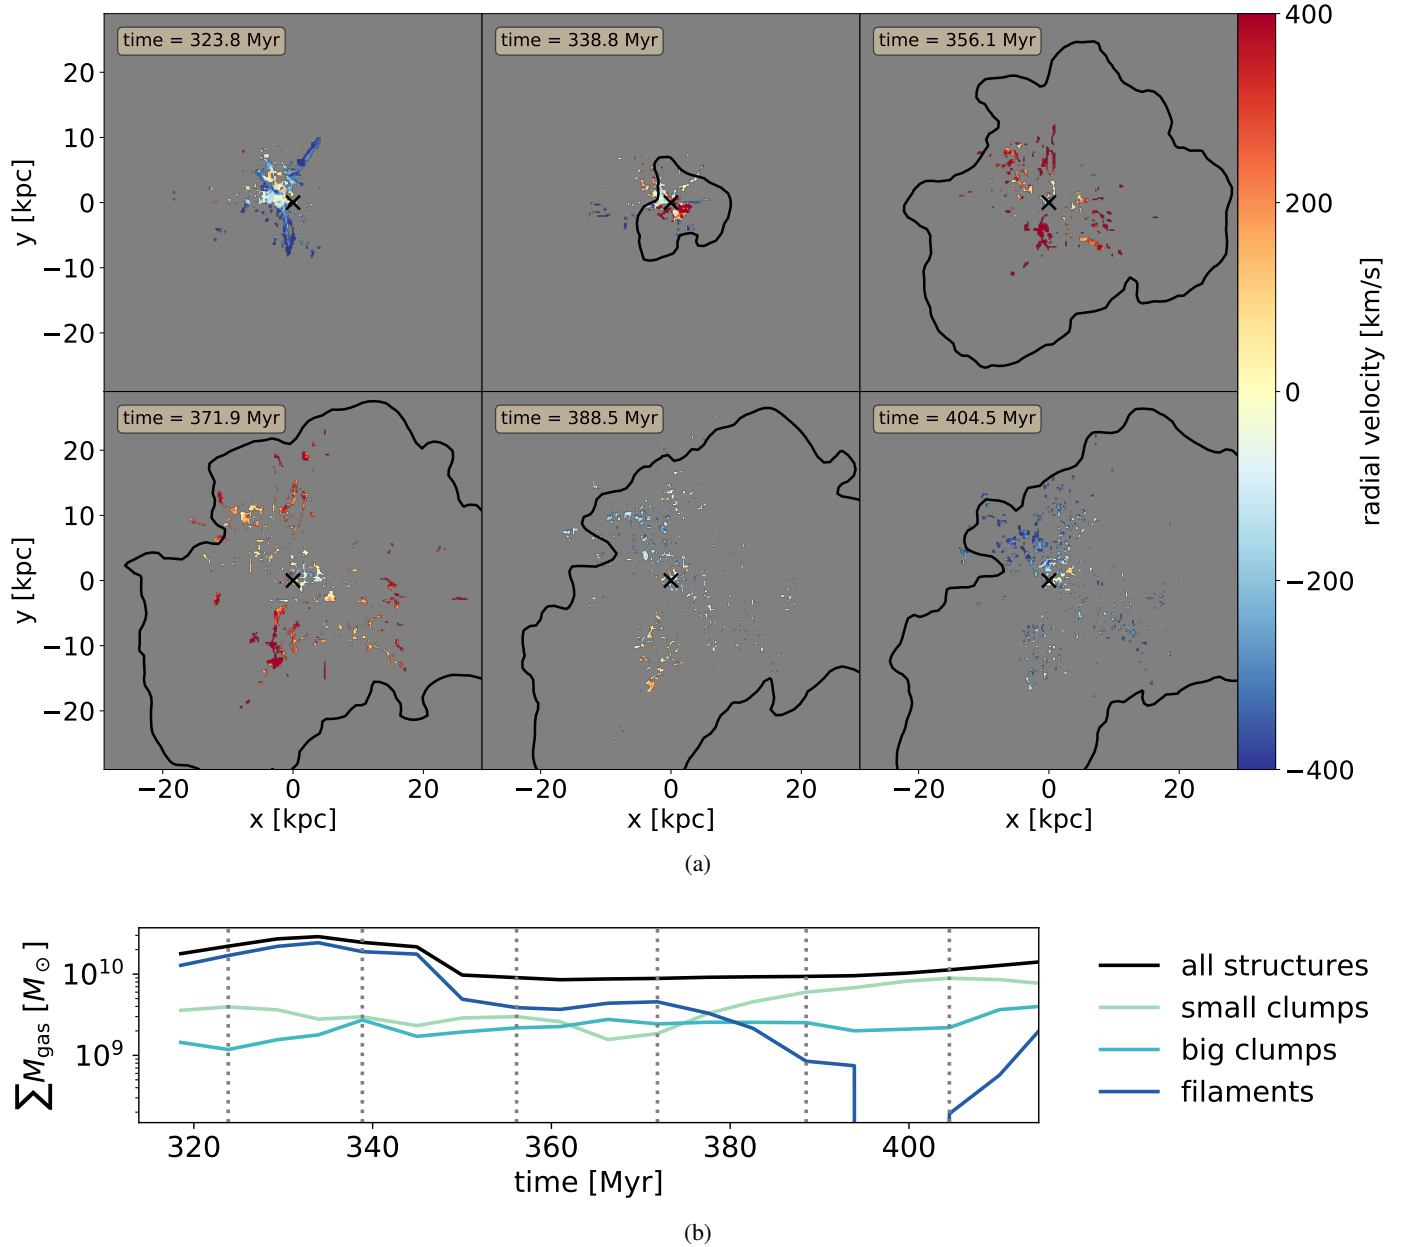 time = 323.8 Myr
time = 338.8 Myr
time = 356.1 Myr
400
20
10
0
−10
−20
y [kpc]
200
0
−200
−400
radial velocity [km/s]
time = 371.9 Myr
time = 388.5 Myr
time = 404.5 Myr
20
10
0
−10
−20
y [kpc]
−20 0 20 −20 0 20 −20 0 20
x [kpc] x [kpc] x [kpc]
(a)
∑ M_gas [M_⊙]
10^10
10^9
320 340 360 380 400
time [Myr]
all structures
small clumps
big clumps
filaments
(b)